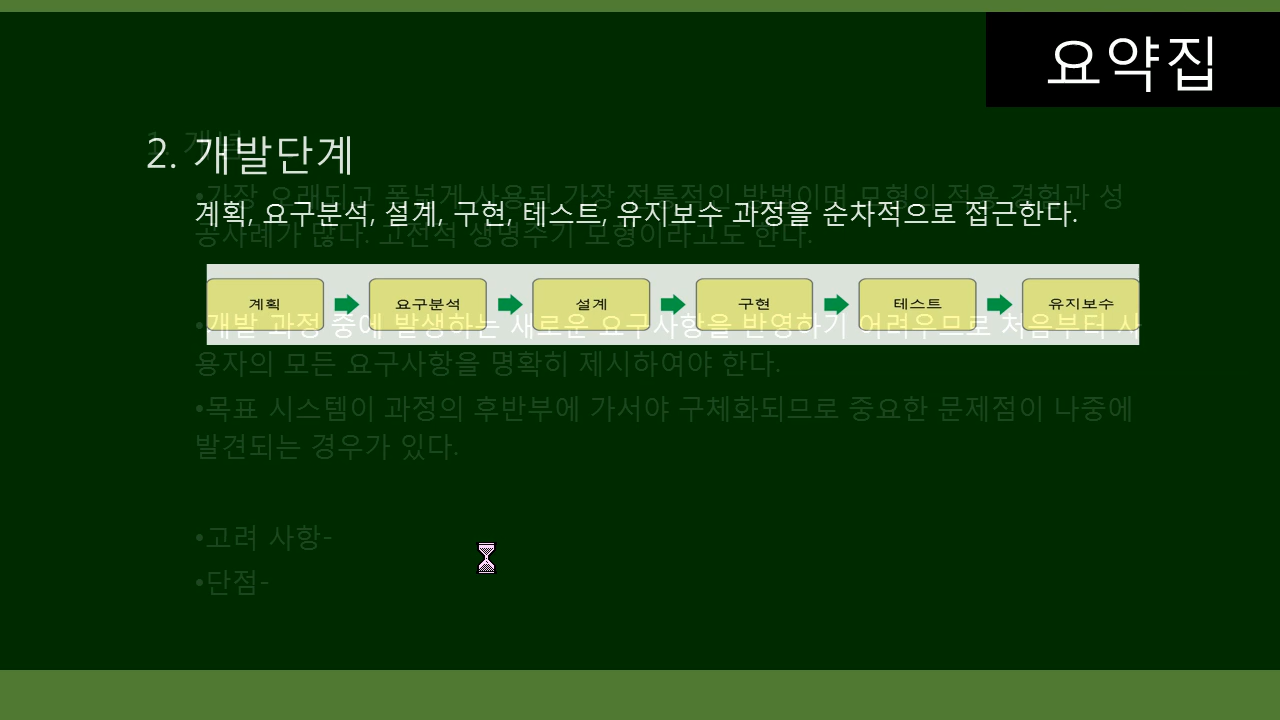 요약집
1. 개념
2. 개발단계
•가장 오래되고 폭넓게 사용된 가장 전통적인 방법이며 모형의 적용 경험과 성
공사례가 많다. 고전적 생명주기 모형이라고도 한다.
계획, 요구분석, 설계, 구현, 테스트, 유지보수 과정을 순차적으로 접근한다.
계획 요구분석 설계 구현 테스트 유지보수
•개발 과정 중에 발생하는 새로운 요구사항을 반영하기 어려우므로 처음부터 사
용자의 모든 요구사항을 명확히 제시하여야 한다.
•목표 시스템이 과정의 후반부에 가서야 구체화되므로 중요한 문제점이 나중에
발견되는 경우가 있다.
•고려 사항-
•단점-